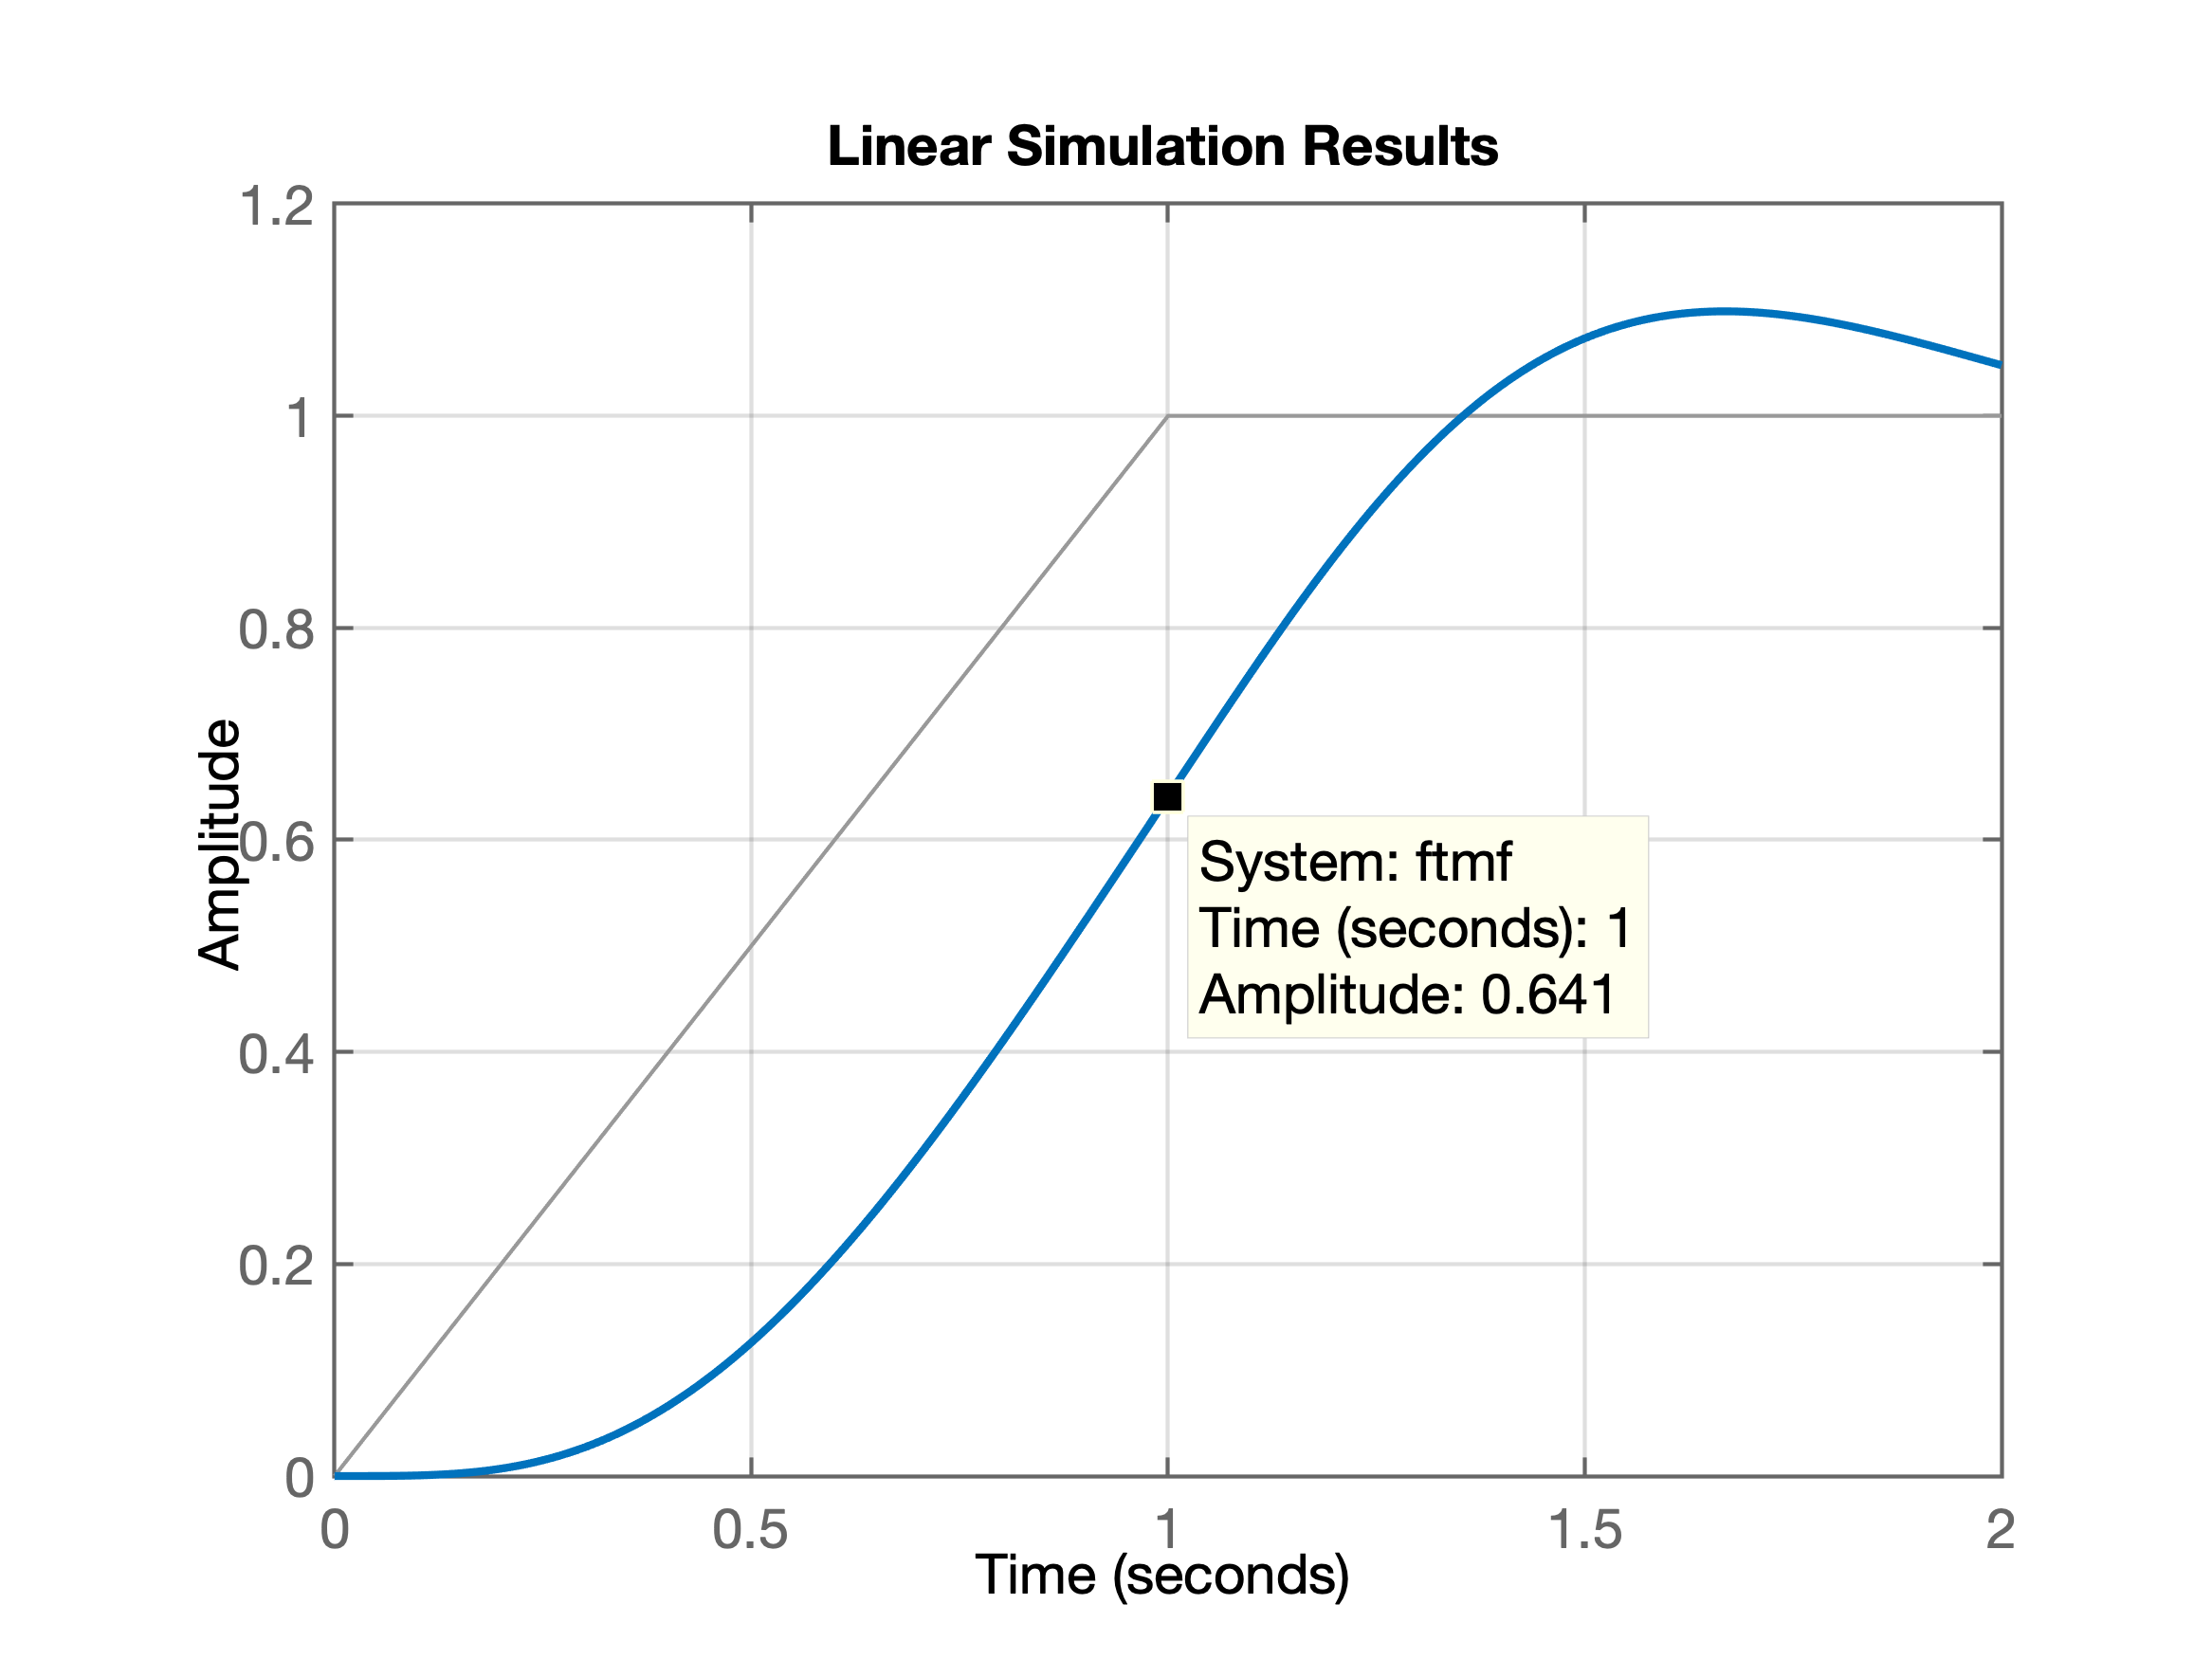 Linear Simulation Results
1.2
1
0.8
0.6
0.4
0.2
0
Amplitude
System: ftmf
Time (seconds): 1
Amplitude: 0.641
0 0.5 1 1.5 2
Time (seconds)